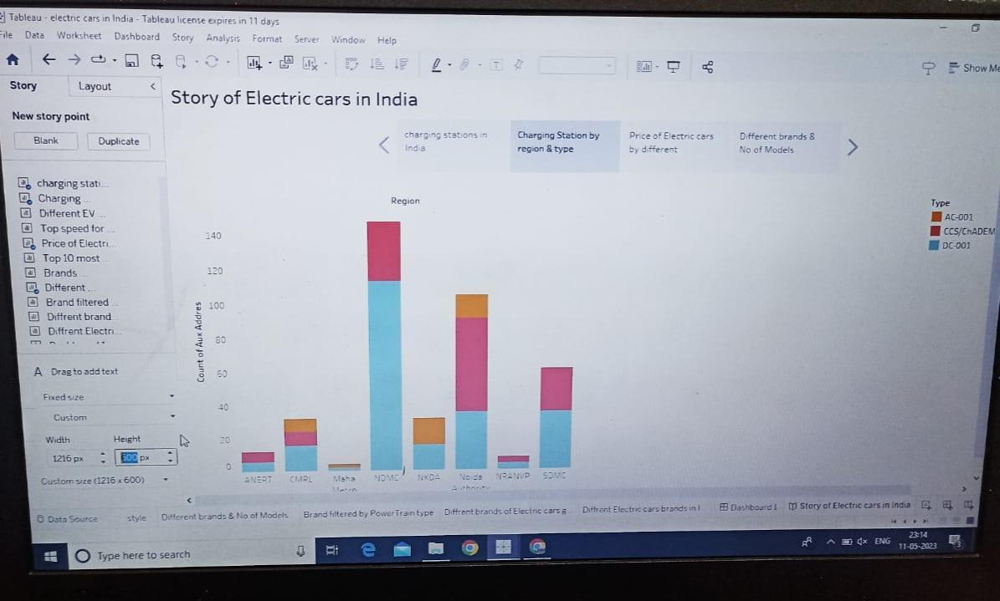 Tableau - electric cars in India - Tableau license expires in 11 days
File Data Worksheet Dashboard Story Analysis Format Server Window Help
Show Me
Story Layout <
New story point
Blank Duplicate
charging stati...
Charging ...
Different EV ...
Top speed for ...
Price of Electri...
Top 10 most ...
Brands ...
Different ...
Brand filtered ...
Diffrent brand...
Diffrent Electri...
A Drag to add text
Fixed size
Custom
Width Height
1216 px 600 px
Custom size (1216 x 600)
Story of Electric cars in India
charging stations in
India
Charging Station by
region & type
Price of Electric cars
by different
Different brands &
No of Models
Region
Count of Aux Addres
140
120
100
80
60
40
20
0
ANERT CMRL Maha
Metro NDMC NKDA Noida
Authority NRANVP SDMC
Type
AC-001
CCS/ChADEM
DC-001
Data Source style Different brands & No of Models Brand filtered by PowerTrain type Diffrent brands of Electric cars g... Diffrent Electric cars brands in I Dashboard 1 Story of Electric cars in India
Type here to search
ENG
23:14
11-05-2023
3